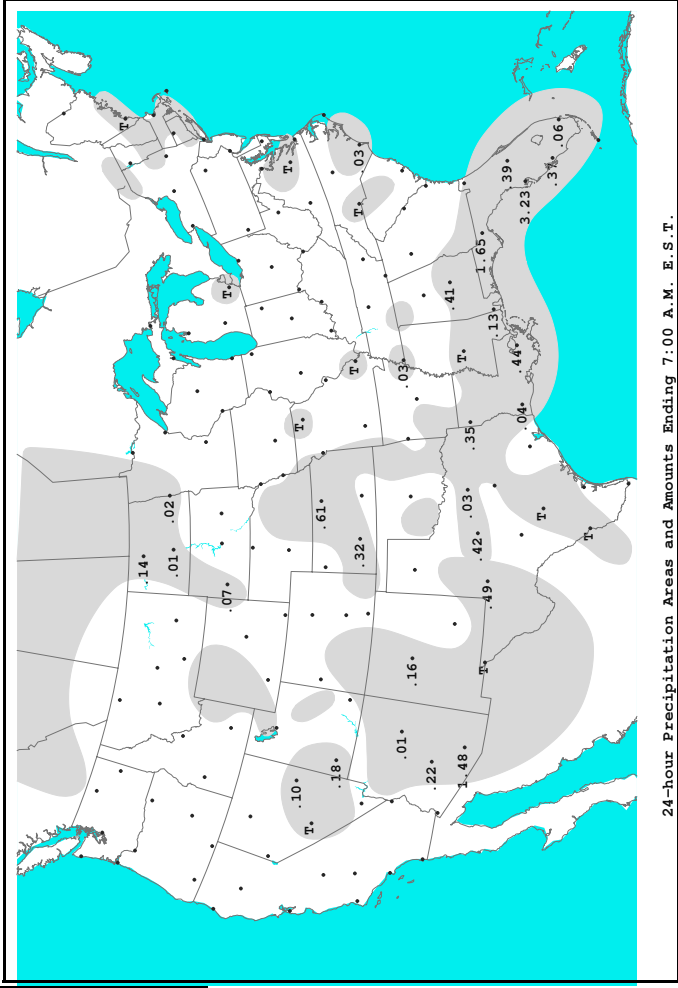 T
.14
.02
.01
.07
T
T
.10
T
T
.61
.18
T
T
.03
.32
.01
.03
.16
.22
.41
1.48
T
.03
.35
.42
1.65
T
.49
.13
.39
.44
.04
3.23
T
.37
.06
T
24-hour Precipitation Areas and Amounts Ending 7:00 A.M. E.S.T.